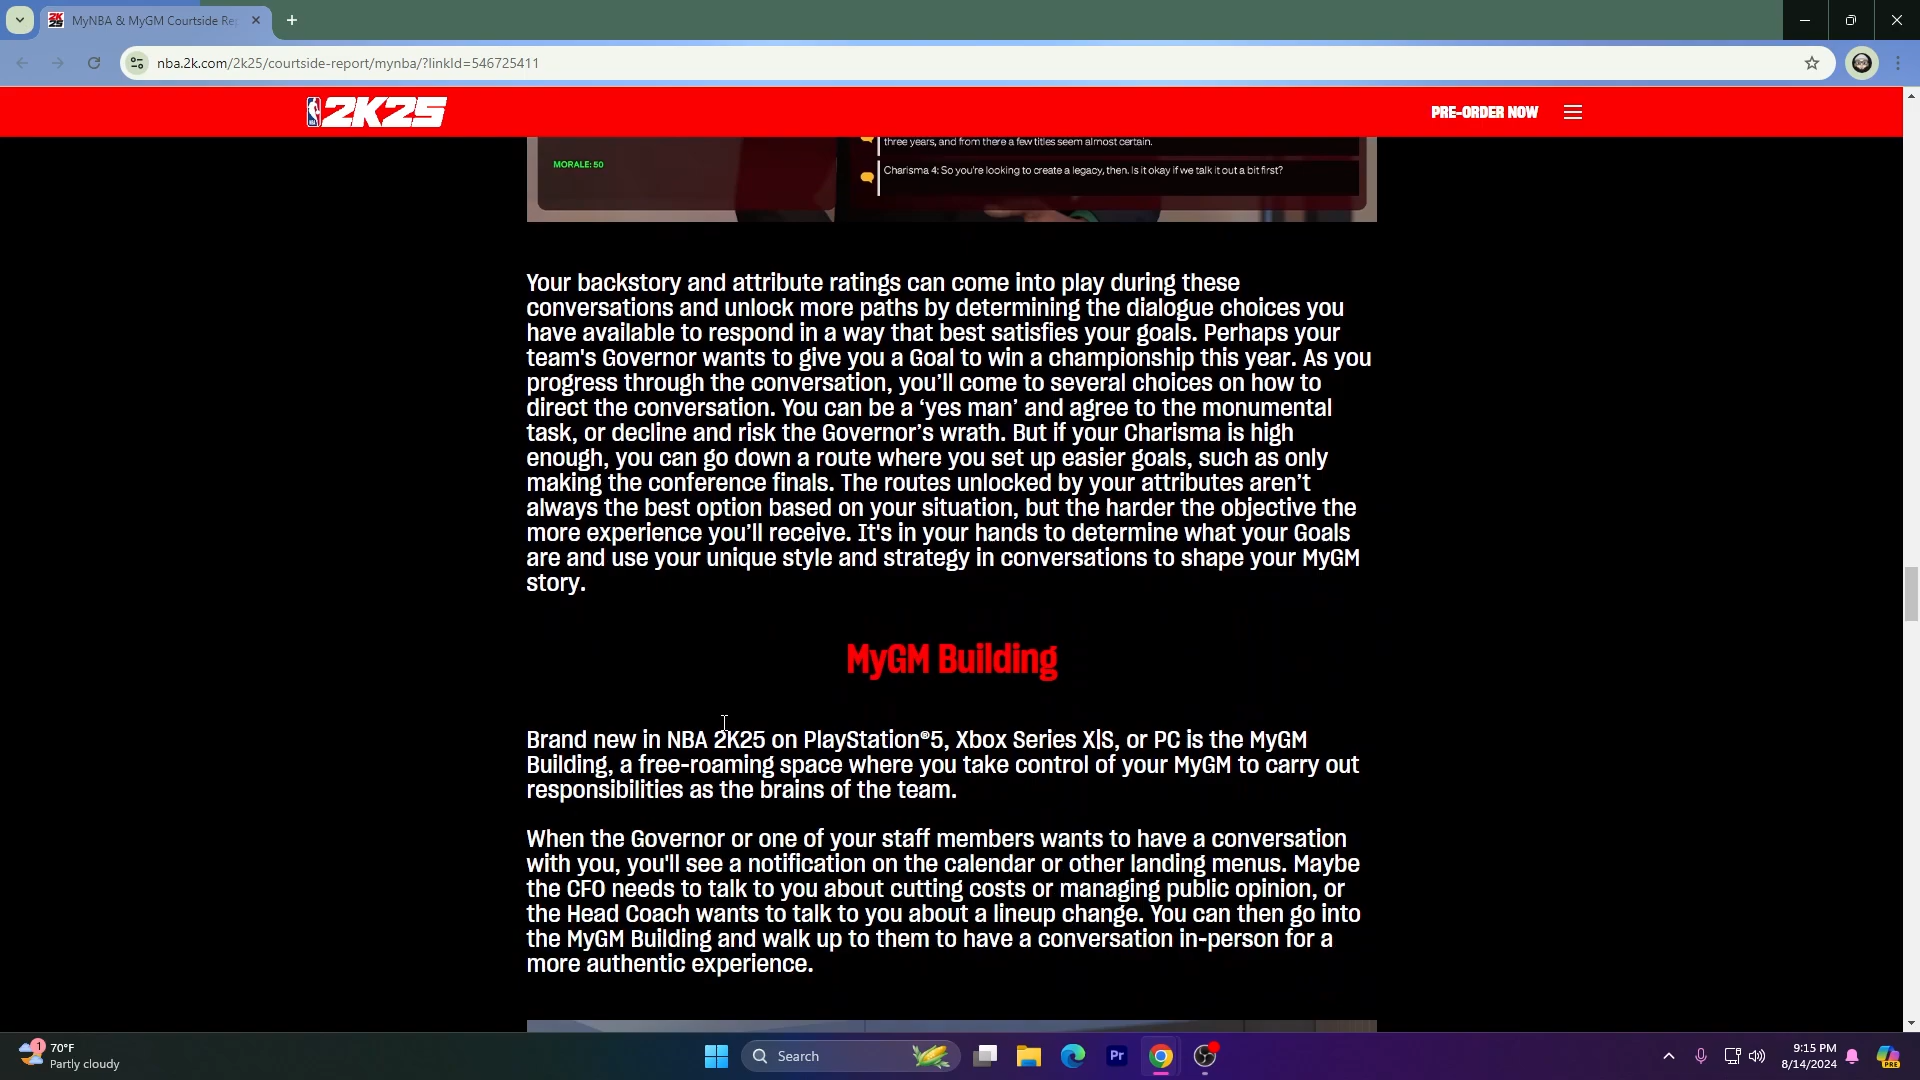 MyNBA & MyGM Courtside Re
nba.2k.com/2k25/courtside-report/mynba/?linkId=546725411
2K25
PRE-ORDER NOW
three years, and from there a few titles seem almost certain.
MORALE: 50
Charisma 4: So you're looking to create a legacy, then. Is it okay if we talk it out a bit first?
Your backstory and attribute ratings can come into play during these
conversations and unlock more paths by determining the dialogue choices you
have available to respond in a way that best satisfies your goals. Perhaps your
team's Governor wants to give you a Goal to win a championship this year. As you
progress through the conversation, you’ll come to several choices on how to
direct the conversation. You can be a ‘yes man’ and agree to the monumental
task, or decline and risk the Governor’s wrath. But if your Charisma is high
enough, you can go down a route where you set up easier goals, such as only
making the conference finals. The routes unlocked by your attributes aren’t
always the best option based on your situation, but the harder the objective the
more experience you’ll receive. It's in your hands to determine what your Goals
are and use your unique style and strategy in conversations to shape your MyGM
story.
MyGM Building
Brand new in NBA 2K25 on PlayStation®5, Xbox Series X|S, or PC is the MyGM
Building, a free-roaming space where you take control of your MyGM to carry out
responsibilities as the brains of the team.
When the Governor or one of your staff members wants to have a conversation
with you, you'll see a notification on the calendar or other landing menus. Maybe
the CFO needs to talk to you about cutting costs or managing public opinion, or
the Head Coach wants to talk to you about a lineup change. You can then go into
the MyGM Building and walk up to them to have a conversation in-person for a
more authentic experience.
1
70°F
Partly cloudy
Search
Pr
9:15 PM
8/14/2024
PRE